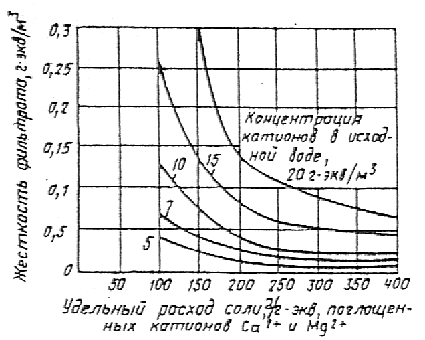 Жесткость фильтрата, г·экв/м³
0,3
0,25
0,2
0,15
0,1
0,5
0
Концентрация
катионов в исход-
ной воде,
20 г-экв/м³
15
10
7
5
100 150 200 250 300 350 400
Удельный расход соли, г/г-экв, поглощен-
ных катионов Ca²⁺ и Mg²⁺